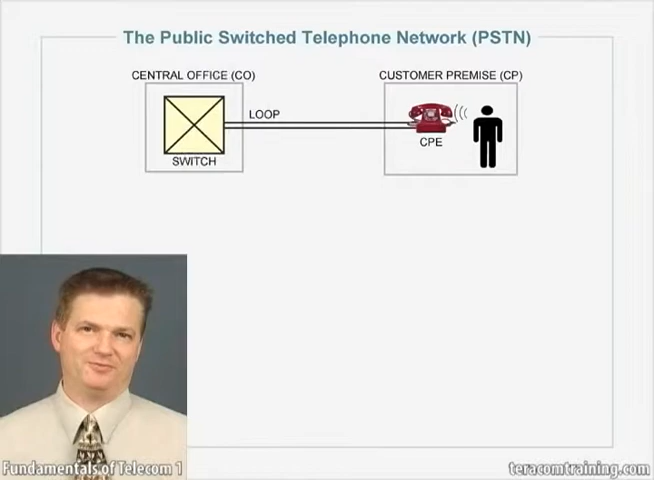 The Public Switched Telephone Network (PSTN)
CENTRAL OFFICE (CO)
CUSTOMER PREMISE (CP)
LOOP
CPE
SWITCH
Fundamentals of Telecom 1
teracomtraining.com